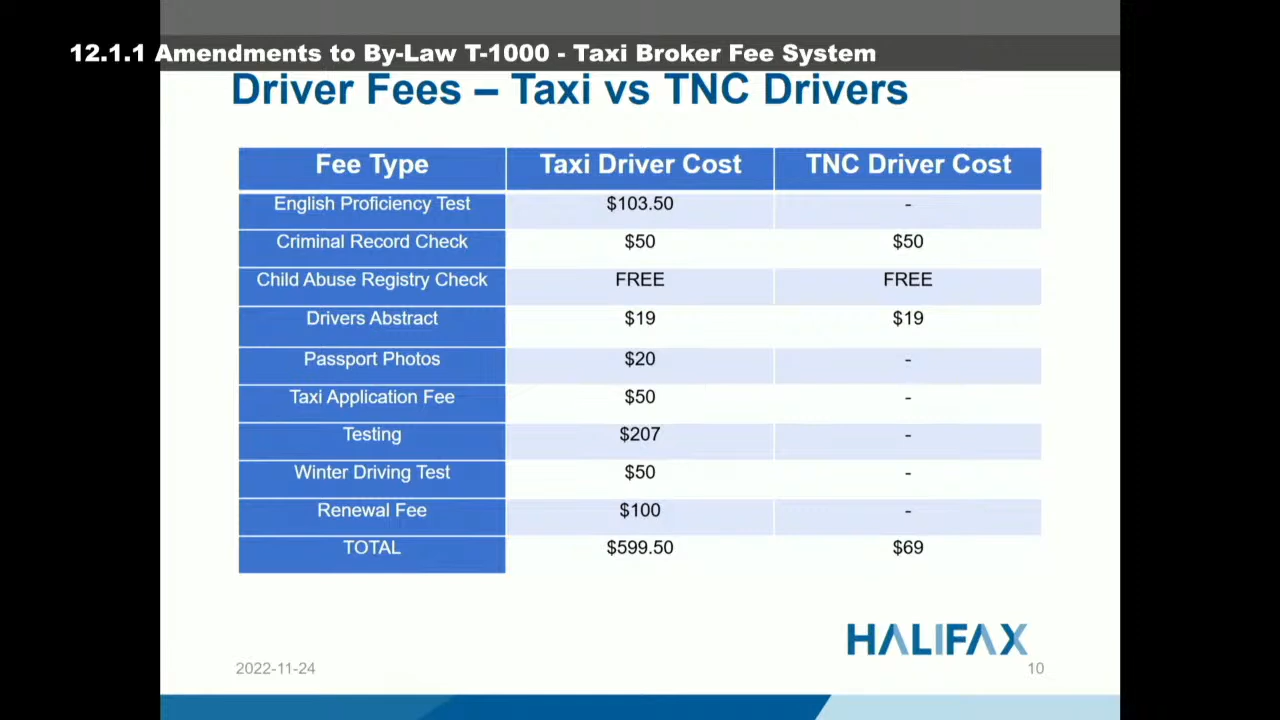 12.1.1 Amendments to By-Law T-1000 - Taxi Broker Fee System
Driver Fees – Taxi vs TNC Drivers
Fee Type Taxi Driver Cost TNC Driver Cost
English Proficiency Test $103.50 -
Criminal Record Check $50 $50
Child Abuse Registry Check FREE FREE
Drivers Abstract $19 $19
Passport Photos $20 -
Taxi Application Fee $50 -
Testing $207 -
Winter Driving Test $50 -
Renewal Fee $100 -
TOTAL $599.50 $69
HALIFAX
2022-11-24 10